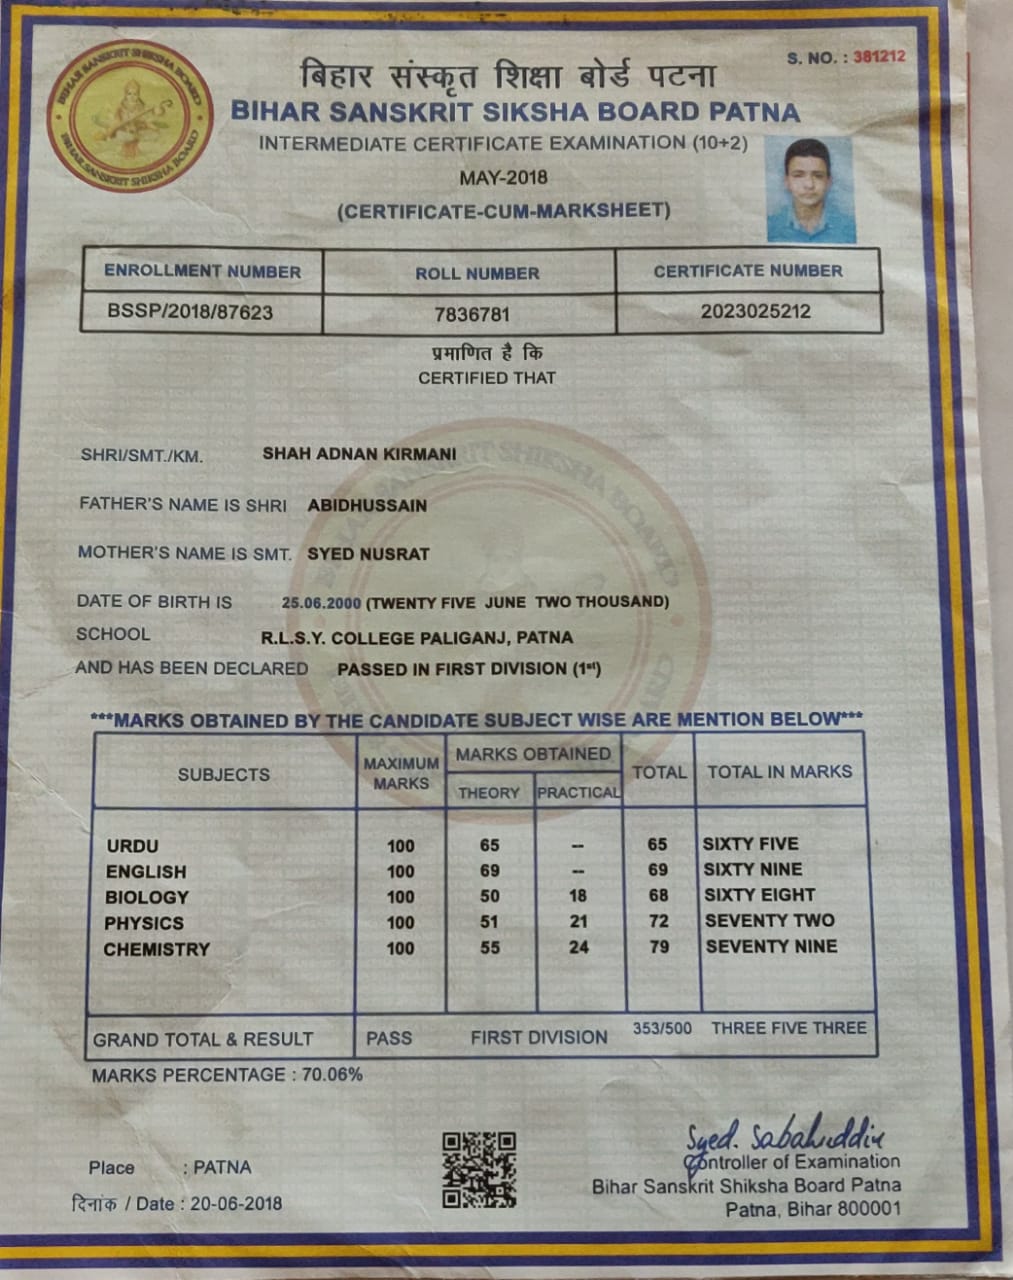 बिहार संस्कृत शिक्षा बोर्ड पटना
S. NO. : 381212
BIHAR SANSKRIT SHIKSHA BOARD
BIHAR SANSKRIT SHIKSHA BOARD
BIHAR SANSKRIT SIKSHA BOARD PATNA
INTERMEDIATE CERTIFICATE EXAMINATION (10+2)
MAY-2018
(CERTIFICATE-CUM-MARKSHEET)
ENROLLMENT NUMBER ROLL NUMBER CERTIFICATE NUMBER
BSSP/2018/87623 7836781 2023025212
प्रमाणित है कि
CERTIFIED THAT
SHRI/SMT./KM. SHAH ADNAN KIRMANI
FATHER'S NAME IS SHRI ABIDHUSSAIN
MOTHER'S NAME IS SMT. SYED NUSRAT
DATE OF BIRTH IS 25.06.2000 (TWENTY FIVE JUNE TWO THOUSAND)
SCHOOL R.L.S.Y. COLLEGE PALIGANJ, PATNA
AND HAS BEEN DECLARED PASSED IN FIRST DIVISION (1st)
***MARKS OBTAINED BY THE CANDIDATE SUBJECT WISE ARE MENTION BELOW***
SUBJECTS MAXIMUM MARKS MARKS OBTAINED TOTAL TOTAL IN MARKS
THEORY PRACTICAL
URDU 100 65 -- 65 SIXTY FIVE
ENGLISH 100 69 -- 69 SIXTY NINE
BIOLOGY 100 50 18 68 SIXTY EIGHT
PHYSICS 100 51 21 72 SEVENTY TWO
CHEMISTRY 100 55 24 79 SEVENTY NINE
GRAND TOTAL & RESULT PASS FIRST DIVISION 353/500 THREE FIVE THREE
MARKS PERCENTAGE : 70.06%
Syed. Sabahuddin
Place : PATNA
Controller of Examination
Bihar Sanskrit Shiksha Board Patna
दिनांक / Date : 20-06-2018
Patna, Bihar 800001